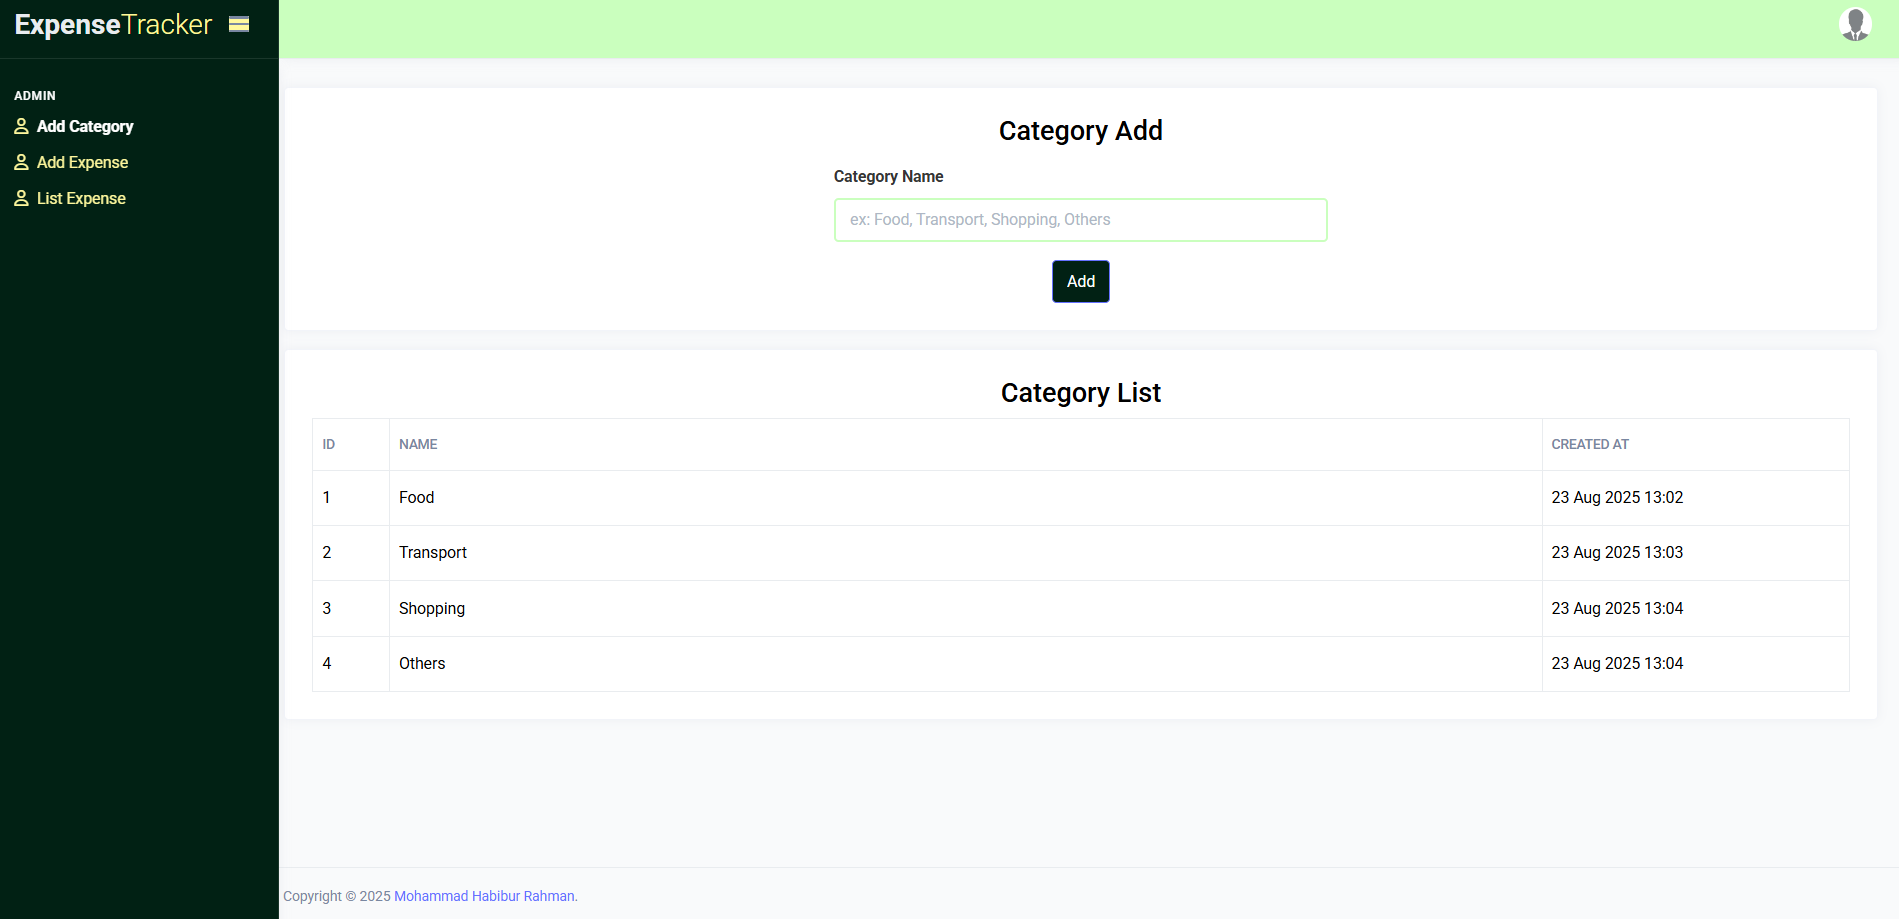 ExpenseTracker
ADMIN
Add Category
Add Expense
List Expense
Category Add
Category Name
ex: Food, Transport, Shopping, Others
Add
Category List
ID NAME CREATED AT
1 Food 23 Aug 2025 13:02
2 Transport 23 Aug 2025 13:03
3 Shopping 23 Aug 2025 13:04
4 Others 23 Aug 2025 13:04
Copyright © 2025 Mohammad Habibur Rahman.